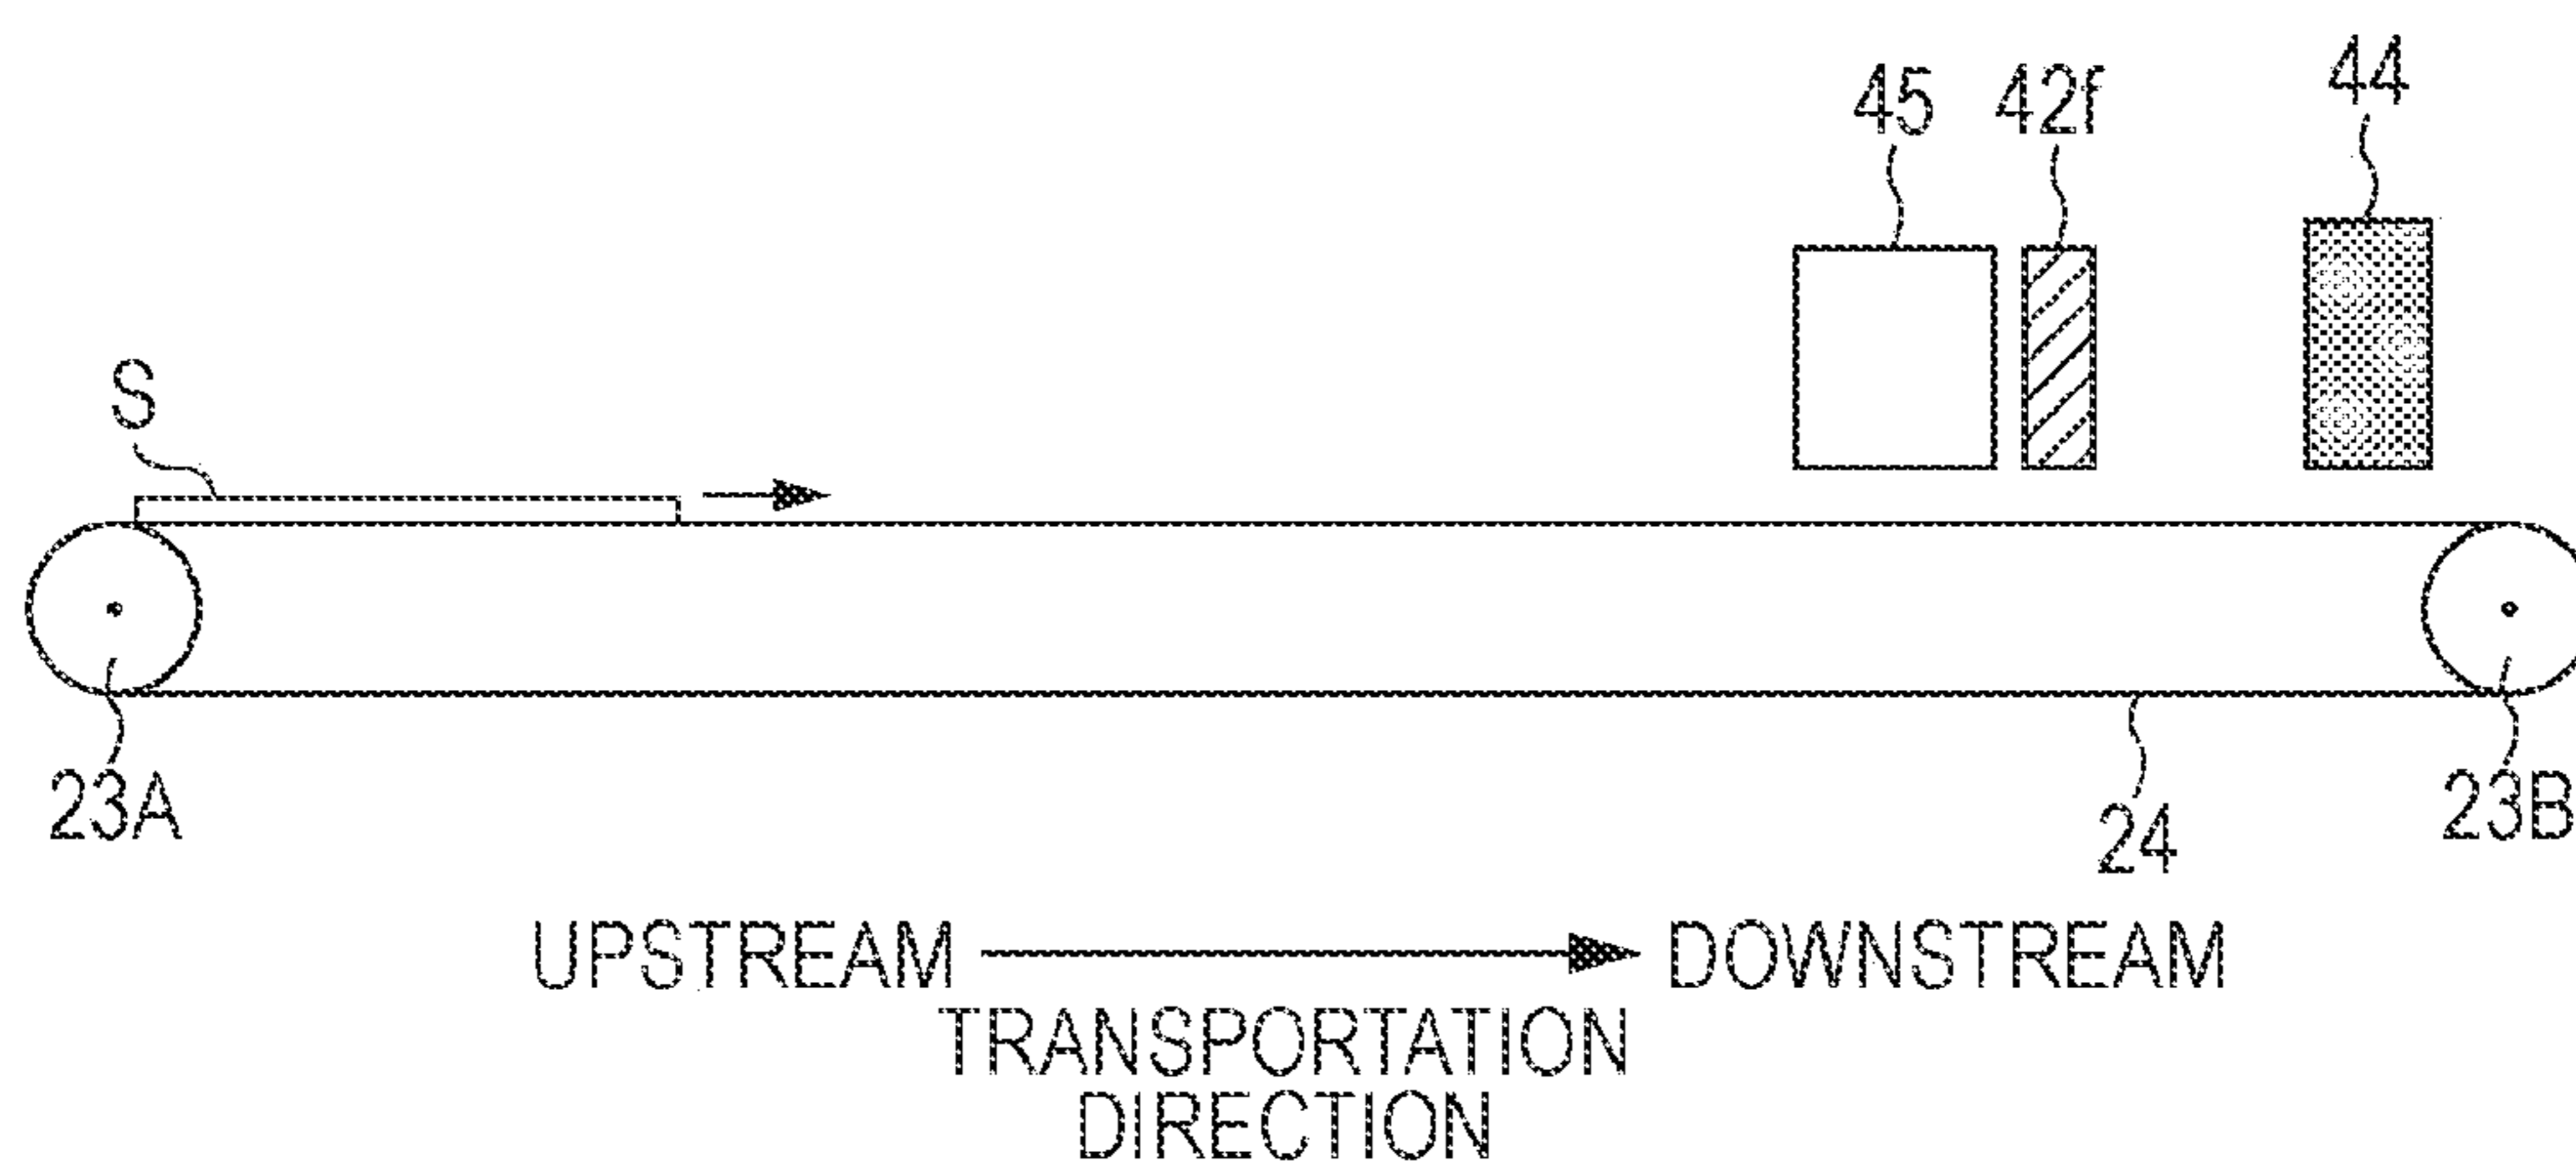 44
45 42f
S
23A 23B
24
UPSTREAM DOWNSTREAM
TRANSPORTATION
DIRECTION